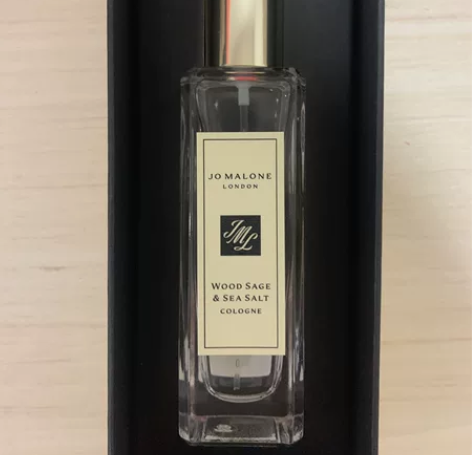 JO MALONE
LONDON
JML
WOOD SAGE
& SEA SALT
COLOGNE